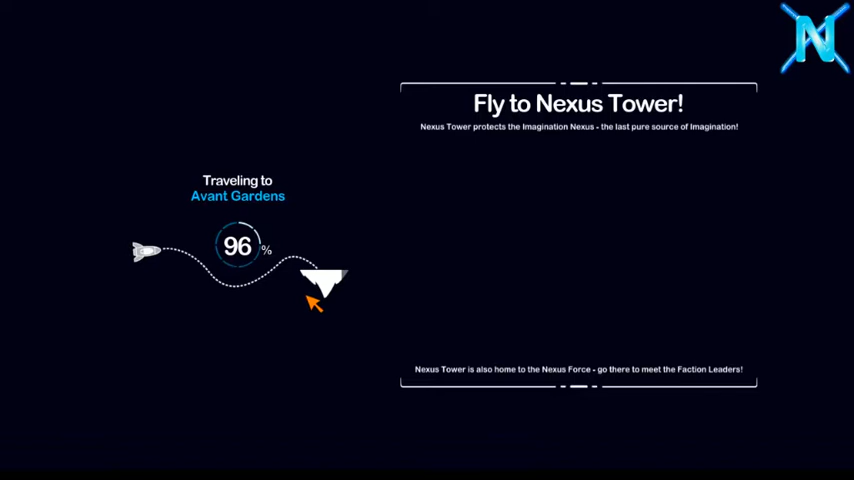 N
Fly to Nexus Tower!
Nexus Tower protects the Imagination Nexus - the last pure source of Imagination!
Traveling to
Avant Gardens
96 %
Nexus Tower is also home to the Nexus Force - go there to meet the Faction Leaders!